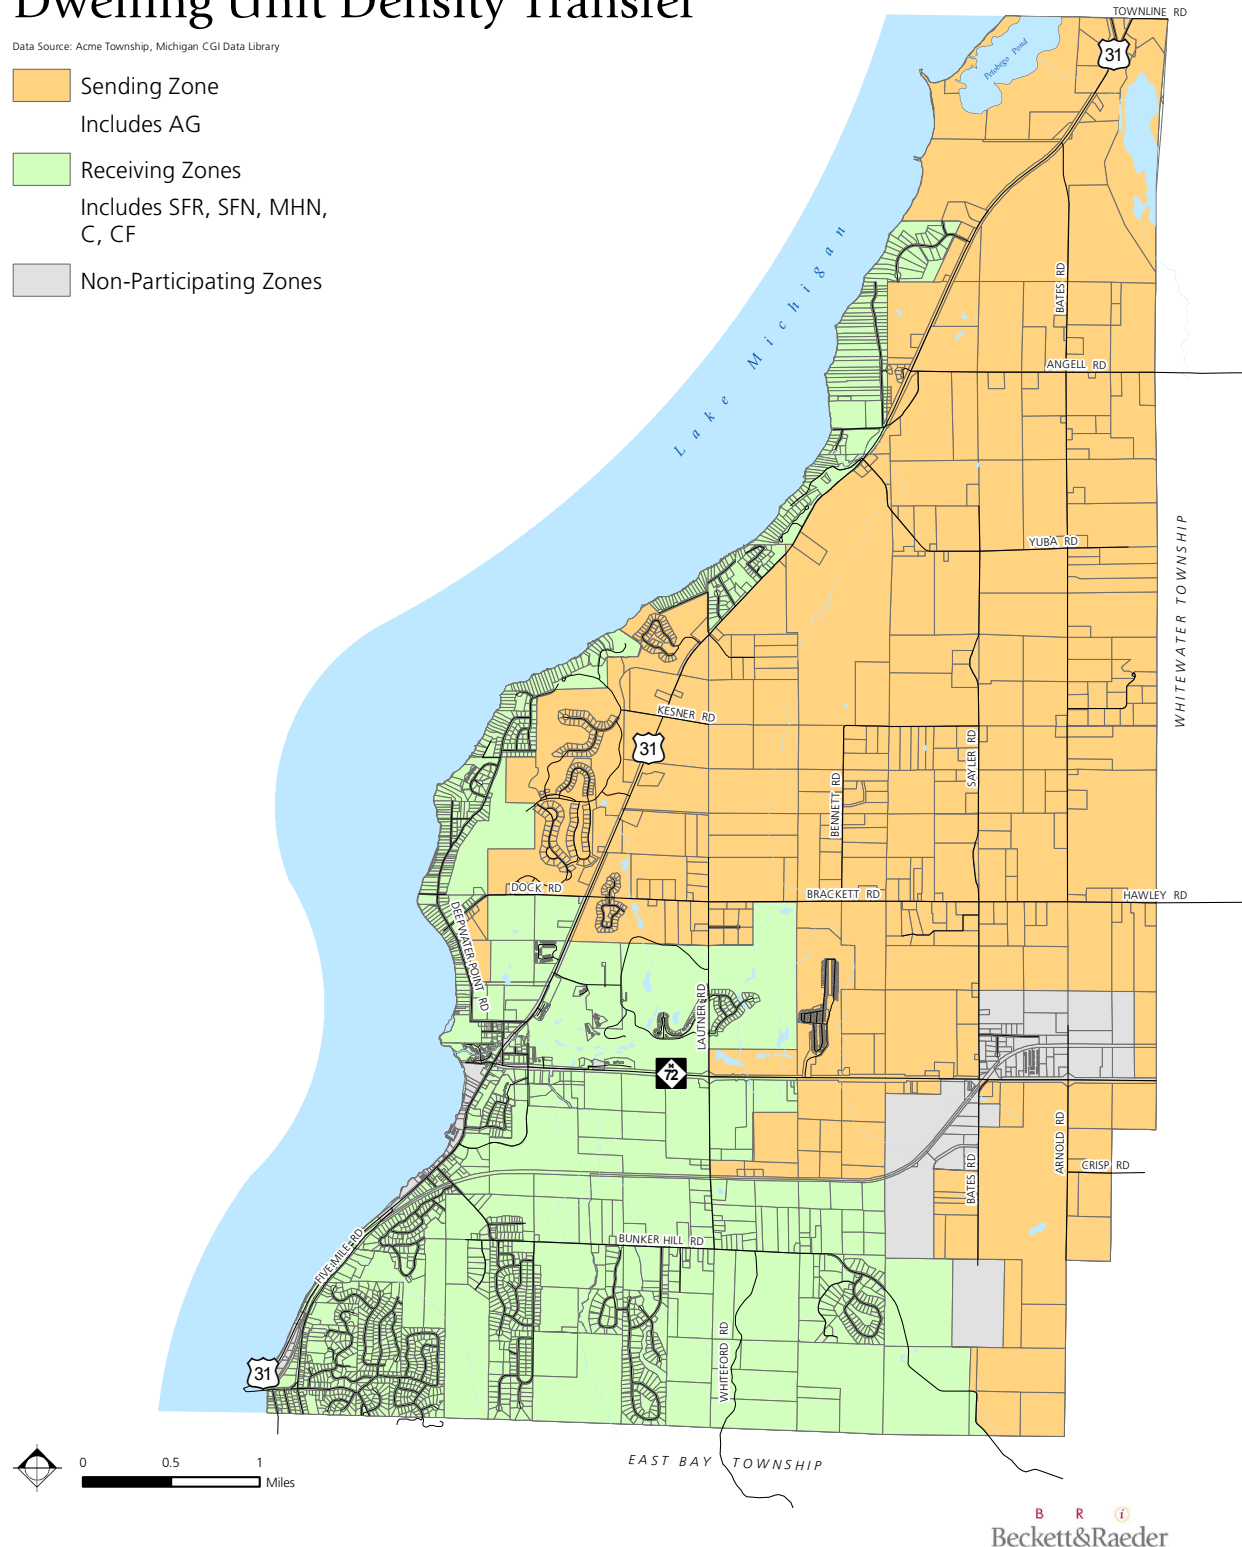 Dwelling Unit Density Transfer
Data Source: Acme Township, Michigan CGI Data Library
Sending Zone
Includes AG
Receiving Zones
Includes SFR, SFN, MHN,
C, CF
Non-Participating Zones
TOWNLINE RD
31
Petobego Pond
BATES RD
Lake Michigan
ANGELL RD
YUBA RD
WHITEWATER TOWNSHIP
KESNER RD
31
SAYLER RD
BENNETT RD
DOCK RD
BRACKETT RD
HAWLEY RD
DEEPWATER POINT RD
LAUTNER RD
M
72
ARNOLD RD
BATES RD
CRISP RD
FIVE MILE RD
BUNKER HILL RD
WHITEFORD RD
31
EAST BAY TOWNSHIP
0 0.5 1
Miles
B R i
Beckett&Raeder